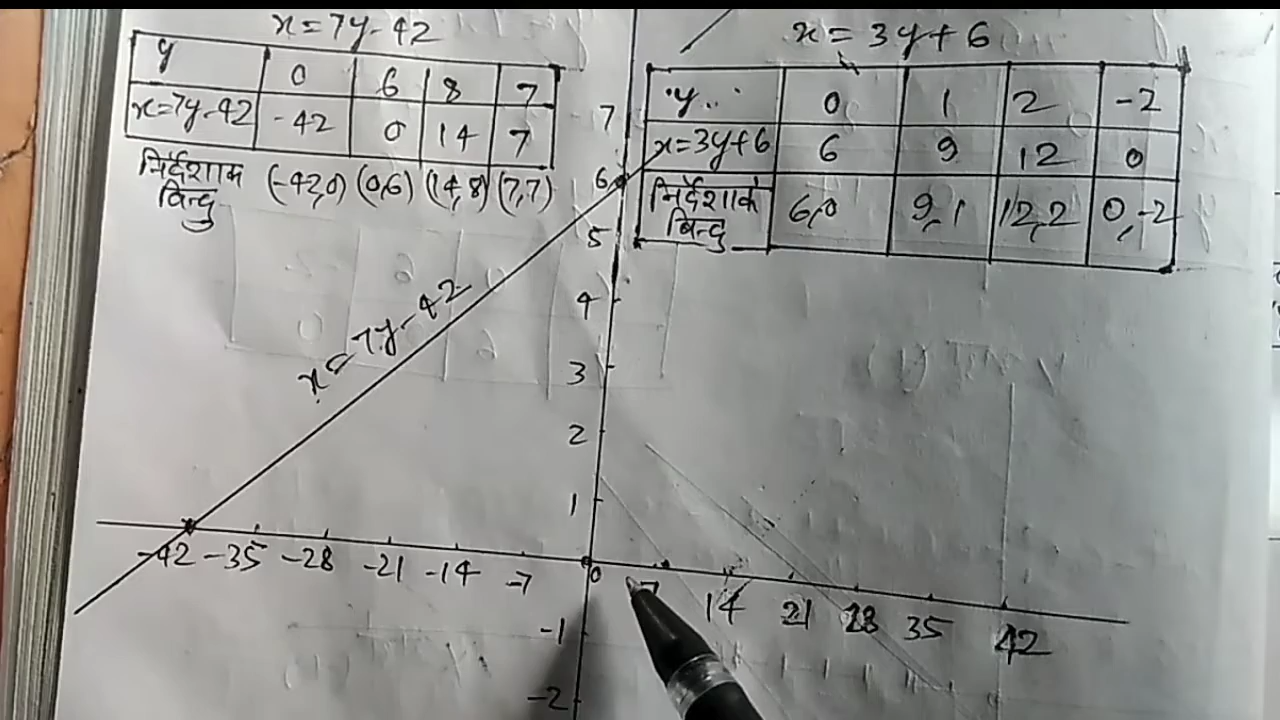 x = 7y - 42
y 0 6 8 7
x=7y-42 -42 0 14 7
निर्देशांक बिन्दु (-42,0) (0,6) (14,8) (7,7)
x = 3y + 6
y 0 1 2 -2
x=3y+6 6 9 12 0
निर्देशांक बिन्दु 6,0 9,1 12,2 0,-2
7
6
5
4
3
2
1
x = 7y - 42
-42 -35 -28 -21 -14 -7 0 7 14 21 28 35 42
-1
-2